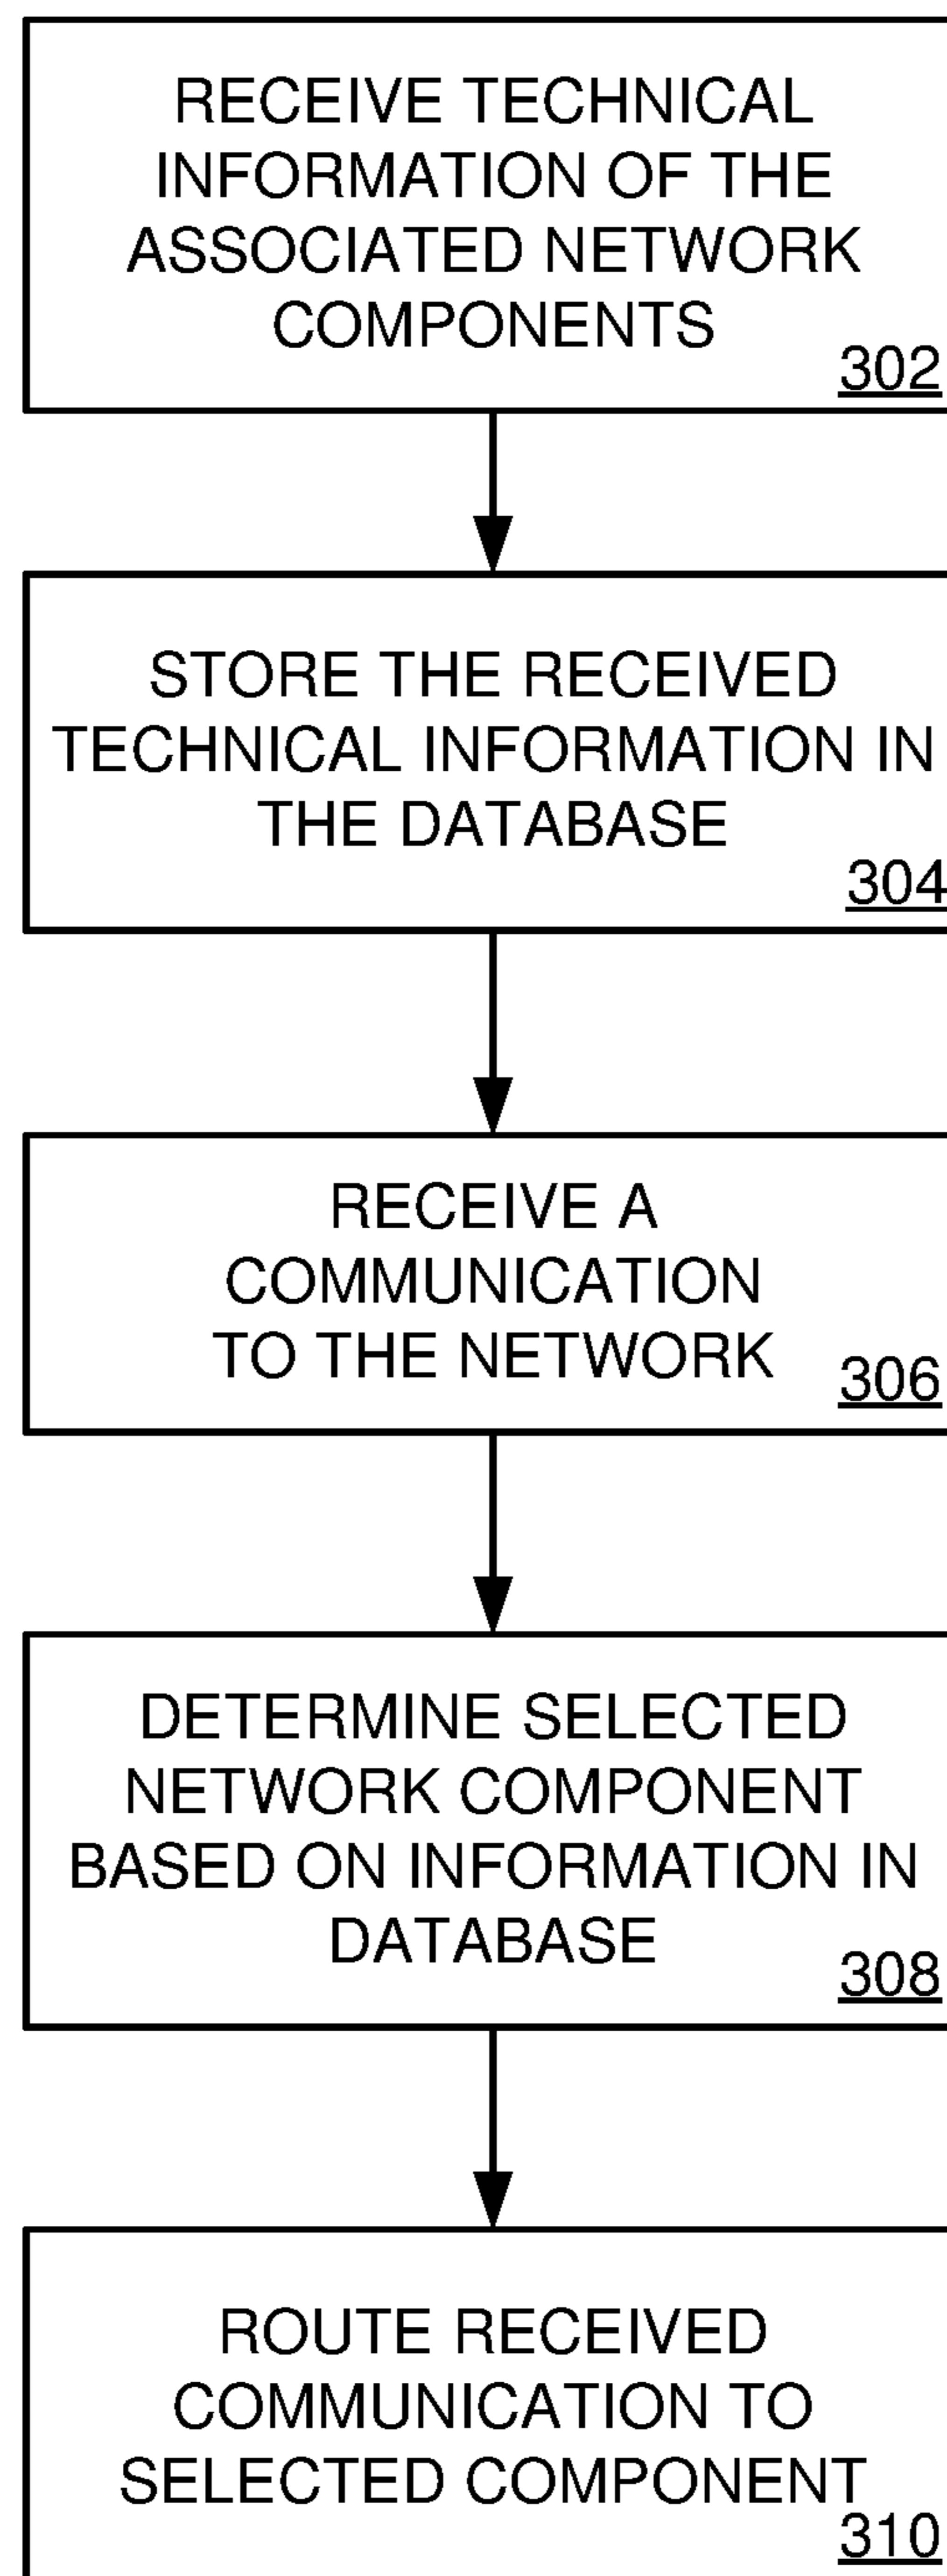 RECEIVE TECHNICAL
INFORMATION OF THE
ASSOCIATED NETWORK
COMPONENTS
302
STORE THE RECEIVED
TECHNICAL INFORMATION IN
THE DATABASE
304
RECEIVE A
COMMUNICATION
TO THE NETWORK
306
DETERMINE SELECTED
NETWORK COMPONENT
BASED ON INFORMATION IN
DATABASE
308
ROUTE RECEIVED
COMMUNICATION TO
SELECTED COMPONENT
310